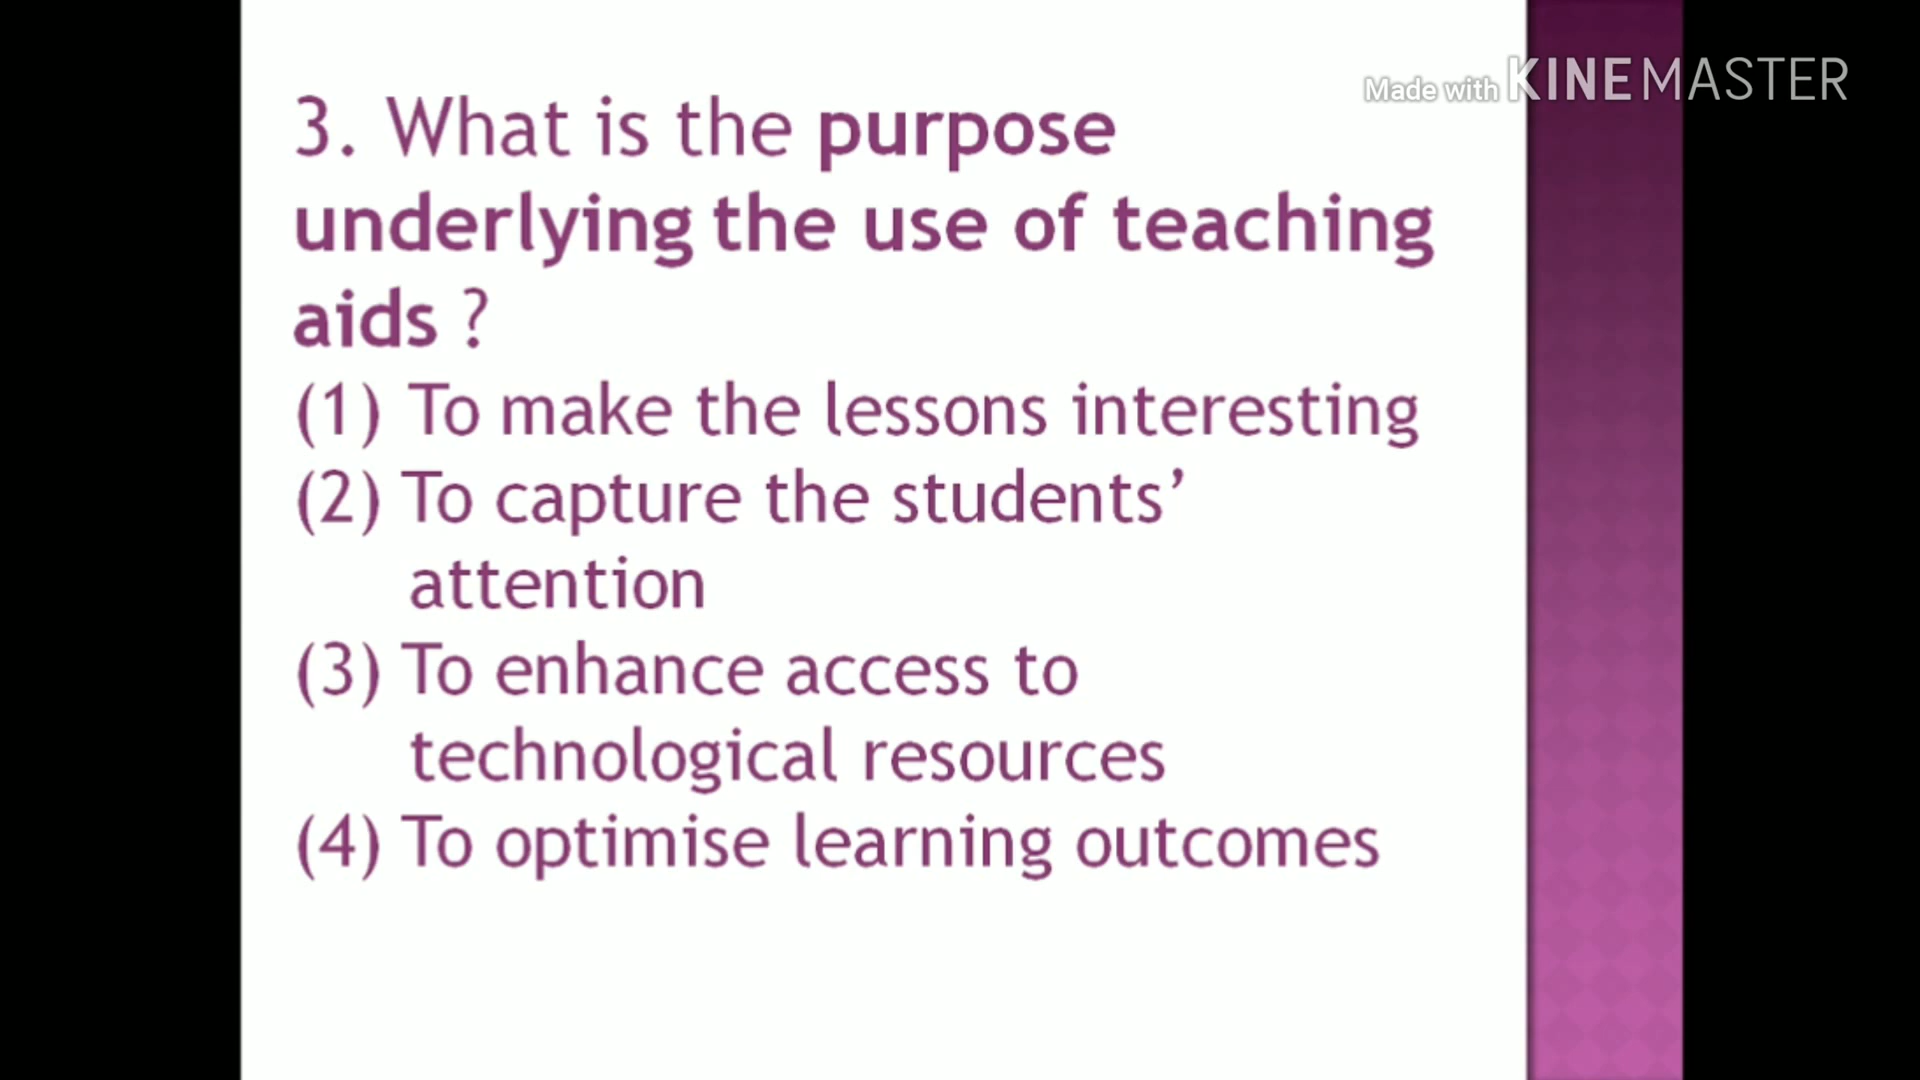 Made with KINEMASTER
3. What is the purpose
underlying the use of teaching
aids ?
(1) To make the lessons interesting
(2) To capture the students’
attention
(3) To enhance access to
technological resources
(4) To optimise learning outcomes